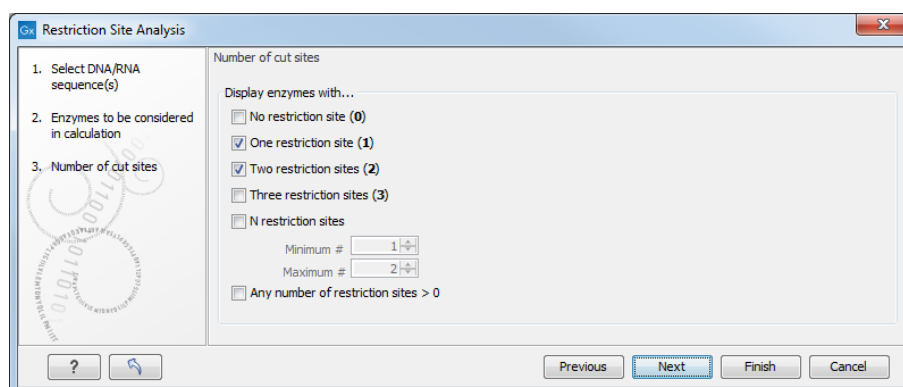 Gx Restriction Site Analysis
X
1. Select DNA/RNA
sequence(s)
2. Enzymes to be considered
in calculation
3. Number of cut sites
Number of cut sites
Display enzymes with...
No restriction site (0)
One restriction site (1)
Two restriction sites (2)
Three restriction sites (3)
N restriction sites
Minimum # 1
Maximum # 2
Any number of restriction sites > 0
?
Previous
Next
Finish
Cancel